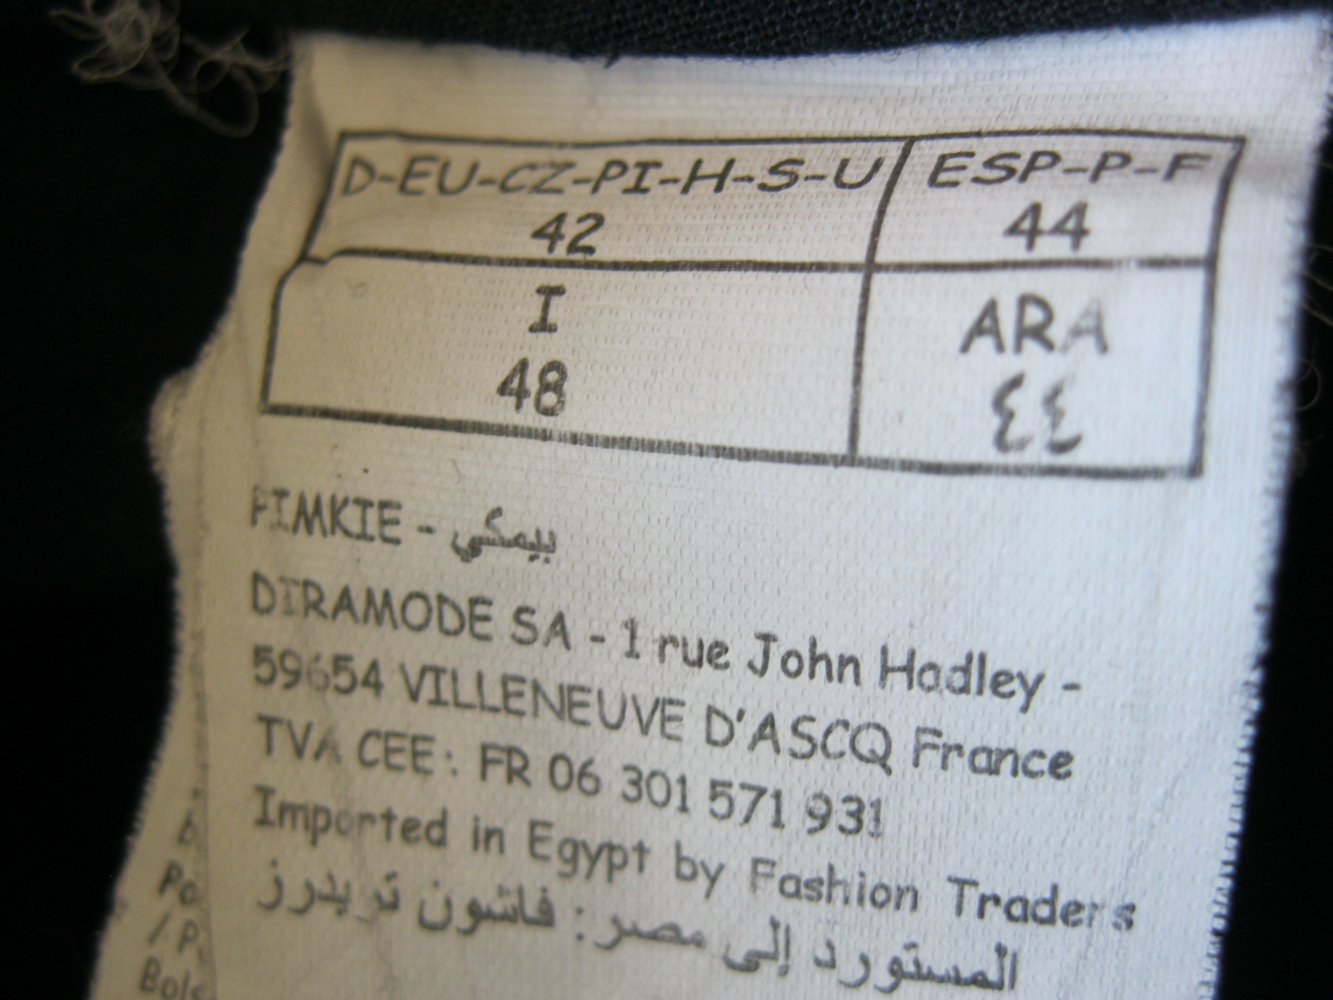 D-EU-CZ-PI-H-S-U
42
ESP-P-F
44
I
48
ARA
٤٤
PIMKIE - بيمكي
DIRAMODE SA - 1 rue John Hadley -
59654 VILLENEUVE D'ASCQ France
TVA CEE: FR 06 301 571 931
Imported in Egypt by Fashion Traders
المستورد إلى مصر: فاشون تريدرز